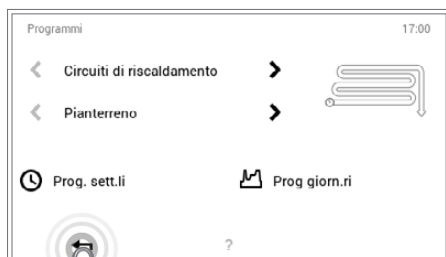 Programmi 17:00
Circuiti di riscaldamento
Pianterreno
Prog. sett.li Prog giorn.ri
?